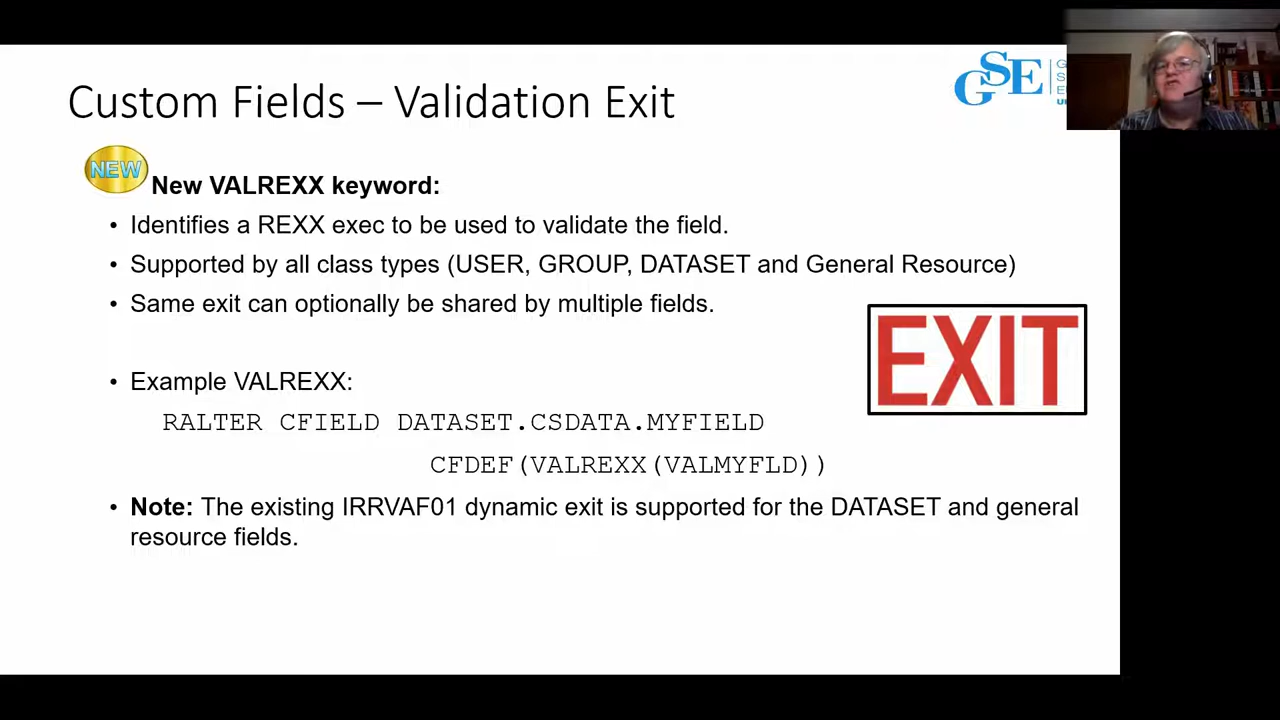 Custom Fields – Validation Exit
GSE
NEW
New VALREXX keyword:
• Identifies a REXX exec to be used to validate the field.
• Supported by all class types (USER, GROUP, DATASET and General Resource)
• Same exit can optionally be shared by multiple fields.
EXIT
• Example VALREXX:
RALTER CFIELD DATASET.CSDATA.MYFIELD
CFDEF(VALREXX(VALMYFLD))
• Note: The existing IRRVAF01 dynamic exit is supported for the DATASET and general
resource fields.